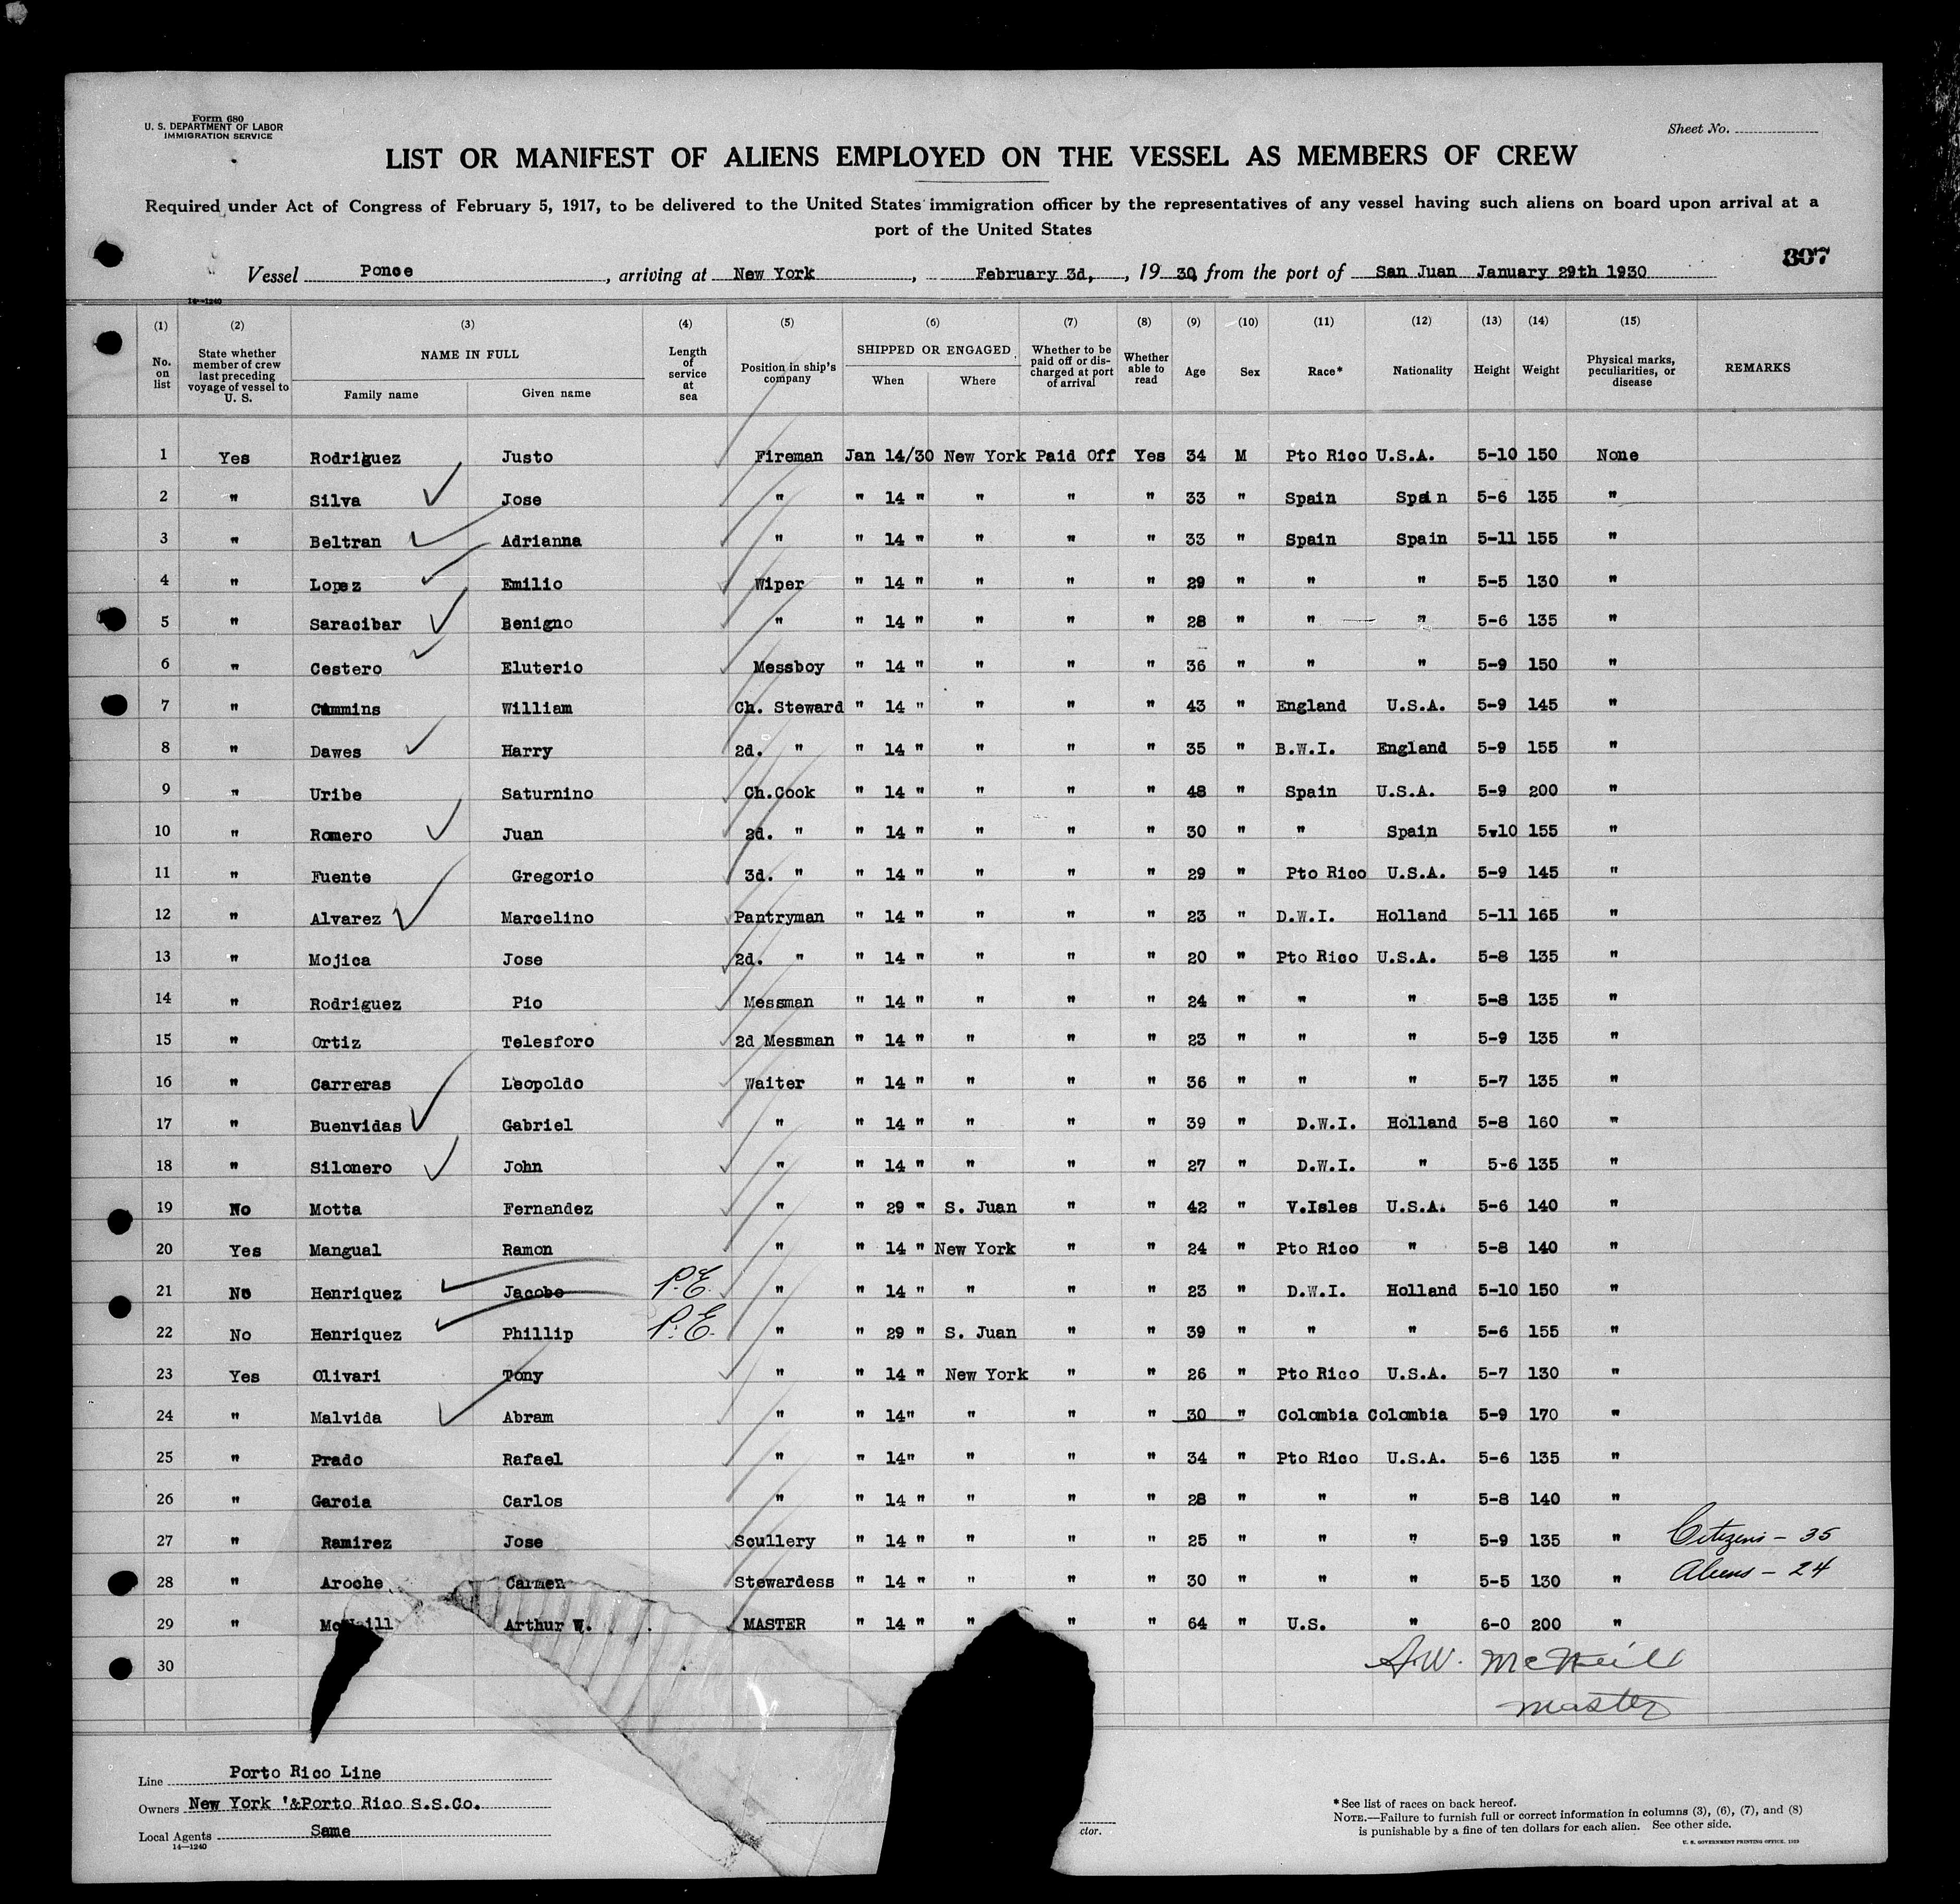 Form 680
U. S. DEPARTMENT OF LABOR
IMMIGRATION SERVICE
Sheet No.
LIST OR MANIFEST OF ALIENS EMPLOYED ON THE VESSEL AS MEMBERS OF CREW
Required under Act of Congress of February 5, 1917, to be delivered to the United States immigration officer by the representatives of any vessel having such aliens on board upon arrival at a
port of the United States
307
Vessel Ponce, arriving at New York, February 3d, , 19 30, from the port of San Juan January 29th 1930
14—1240
(1) (2) (3) (4) (5) (6) (7) (8) (9) (10) (11) (12) (13) (14) (15)
No. on list State whether member of crew last preceding voyage of vessel to U. S. NAME IN FULL Family name Given name Length of service at sea Position in ship's company SHIPPED OR ENGAGED When Where Whether to be paid off or discharged at port of arrival Whether able to read Age Sex Race* Nationality Height Weight Physical marks, peculiarities, or disease REMARKS
1 Yes Rodriguez Justo Fireman Jan 14/30 New York Paid Off Yes 34 M Pto Rico U.S.A. 5-10 150 None
2 " Silva Jose " " 14 " " " " 33 " Spain Spain 5-6 135 "
3 " Beltran Adrianna " " 14 " " " " 33 " Spain Spain 5-11 155 "
4 " Lopez Emilio Wiper " 14 " " " " 29 " " " 5-5 130 "
5 " Saracibar Benigno " " 14 " " " " 28 " " " 5-6 135 "
6 " Cestero Eluterio Messboy " 14 " " " " 36 " " " 5-9 150 "
7 " Cummins William Ch. Steward " 14 " " " " 43 " England U.S.A. 5-9 145 "
8 " Dawes Harry 2d. " " 14 " " " " 35 " B.W.I. England 5-9 155 "
9 " Uribe Saturnino Ch.Cook " 14 " " " " 48 " Spain U.S.A. 5-9 200 "
10 " Romero Juan 2d. " " 14 " " " " 30 " " Spain 5-10 155 "
11 " Fuente Gregorio 3d. " " 14 " " " " 29 " Pto Rico U.S.A. 5-9 145 "
12 " Alvarez Marcelino Pantryman " 14 " " " " 23 " D.W.I. Holland 5-11 165 "
13 " Mojica Jose 2d. " " 14 " " " " 20 " Pto Rico U.S.A. 5-8 135 "
14 " Rodriguez Pio Messman " 14 " " " " 24 " " " 5-8 135 "
15 " Ortiz Telesforo 2d Messman " 14 " " " " 23 " " " 5-9 135 "
16 " Carreras Leopoldo Waiter " 14 " " " " 36 " " " 5-7 135 "
17 " Buenvidas Gabriel " " 14 " " " " 39 " D.W.I. Holland 5-8 160 "
18 " Silonero John " " 14 " " " " 27 " D.W.I. " 5-6 135 "
19 No Motta Fernandez " " 29 " S. Juan " " 42 " V.Isles U.S.A. 5-6 140 "
20 Yes Mangual Ramon " " 14 " New York " " 24 " Pto Rico " 5-8 140 "
21 No Henriquez Jacobo P.E. " " 14 " " " " 23 " D.W.I. Holland 5-10 150 "
22 No Henriquez Phillip P.E. " " 29 " S. Juan " " 39 " " " 5-6 155 "
23 Yes Olivari Tony " " 14 " New York " " 26 " Pto Rico U.S.A. 5-7 130 "
24 " Malvida Abram " " 14" " " " 30 " Colombia Colombia 5-9 170 "
25 " Prado Rafael " " 14" " " " 34 " Pto Rico U.S.A. 5-6 135 "
26 " Garcia Carlos " " 14 " " " " 28 " " " 5-8 140 "
27 " Ramirez Jose Scullery " 14 " " " " 25 " " " 5-9 135 " Citizens - 35
28 " Aroche Carmen Stewardess " 14 " " " " 30 " " " 5-5 130 " Aliens - 24
29 " McNeill Arthur W. MASTER " 14 " " " " 64 " U.S. " 6-0 200 "
30
A.W. McNeill
Master
Line Porto Rico Line
Owners New York '&Porto Rico S.S.Co.
Local Agents Same
14—1240
ctor.
*See list of races on back hereof.
NOTE.—Failure to furnish full or correct information in columns (3), (6), (7), and (8)
is punishable by a fine of ten dollars for each alien. See other side.
U. S. GOVERNMENT PRINTING OFFICE, 1929